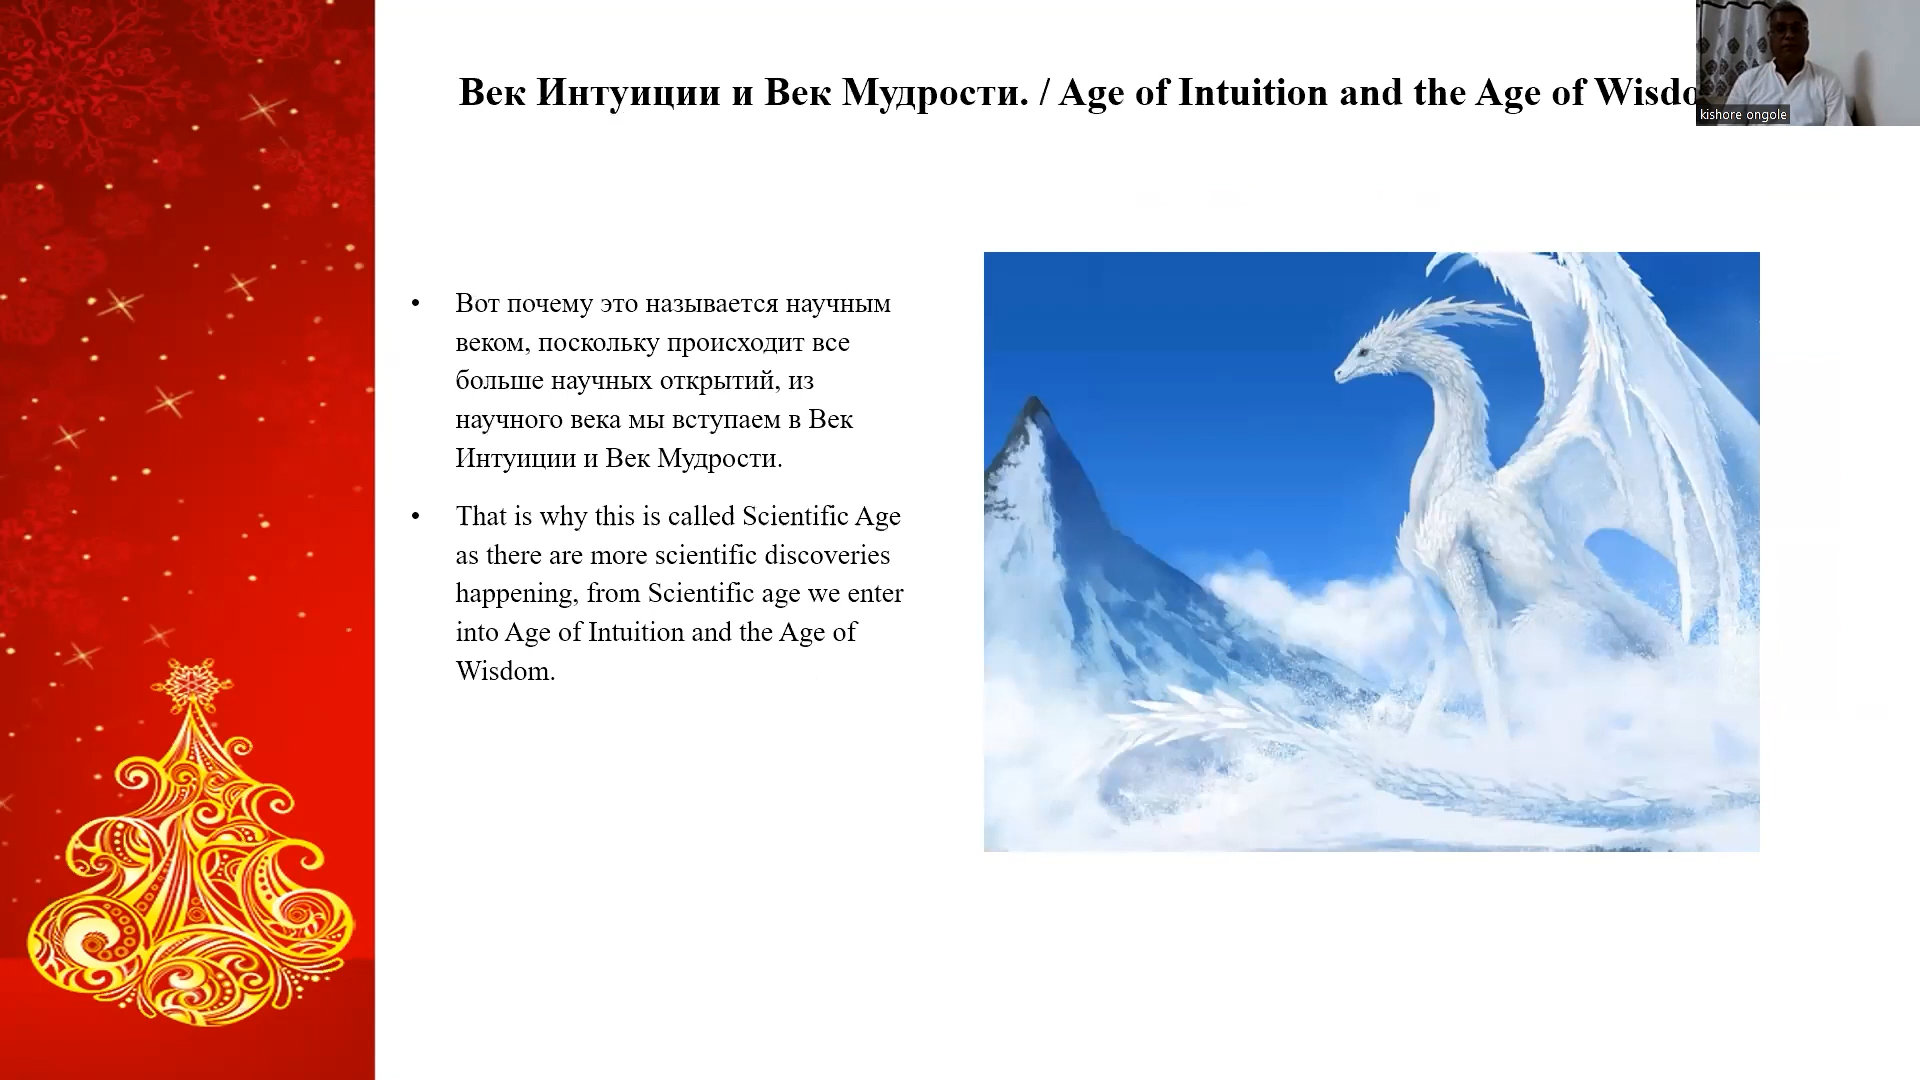 Век Интуиции и Век Мудрости. / Age of Intuition and the Age of
kishore ongole
• Вот почему это называется научным
веком, поскольку происходит все
больше научных открытий, из
научного века мы вступаем в Век
Интуиции и Век Мудрости.
• That is why this is called Scientific Age
as there are more scientific discoveries
happening, from Scientific age we enter
into Age of Intuition and the Age of
Wisdom.